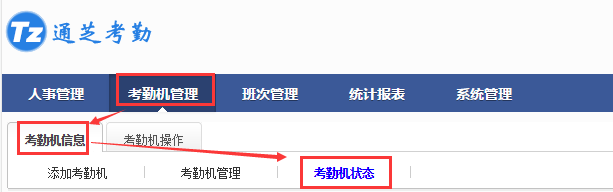 Tz 通芝考勤
人事管理 考勤机管理 班次管理 统计报表 系统管理
考勤机信息 考勤机操作
添加考勤机 考勤机管理 考勤机状态